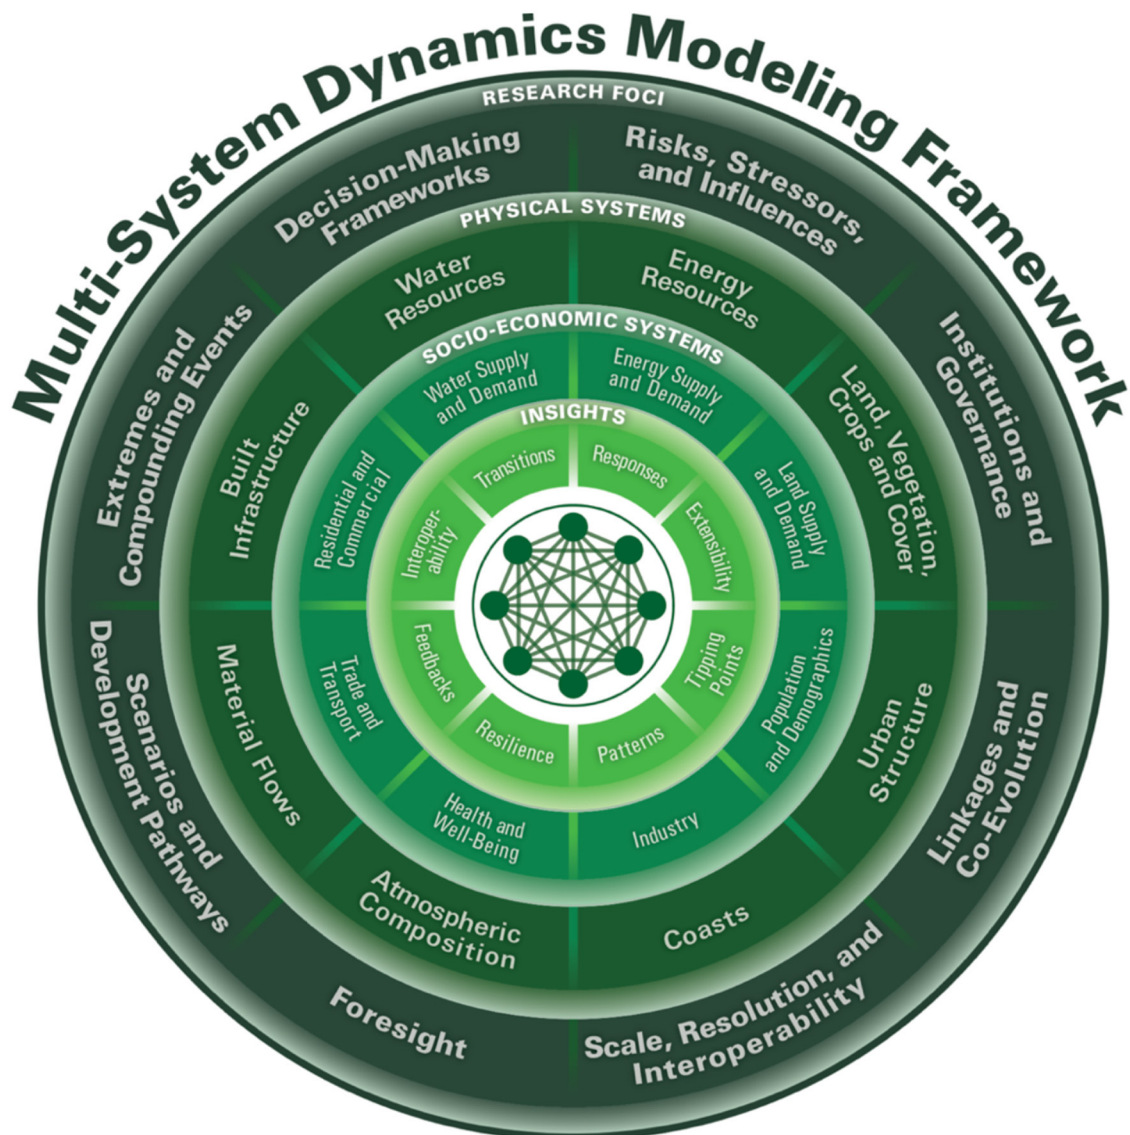 Multi-System Dynamics Modeling Framework
RESEARCH FOCI
Decision-Making
Frameworks
Risks, Stressors,
and Influences
Institutions and
Governance
Linkages and
Co-Evolution
Scale, Resolution, and
Interoperability
Foresight
Scenarios and
Development Pathways
Extremes and
Compounding Events
PHYSICAL SYSTEMS
Water
Resources
Energy
Resources
Land, Vegetation,
Crops and Cover
Urban
Structure
Coasts
Atmospheric
Composition
Material Flows
Built
Infrastructure
SOCIO-ECONOMIC SYSTEMS
Water Supply
and Demand
Energy Supply
and Demand
Land Supply
and Demand
Population
and Demographics
Industry
Health and
Well-Being
Trade and
Transport
Residential and
Commercial
INSIGHTS
Transitions
Responses
Extensibility
Tipping
Points
Patterns
Resilience
Feedbacks
Interoper-
ability